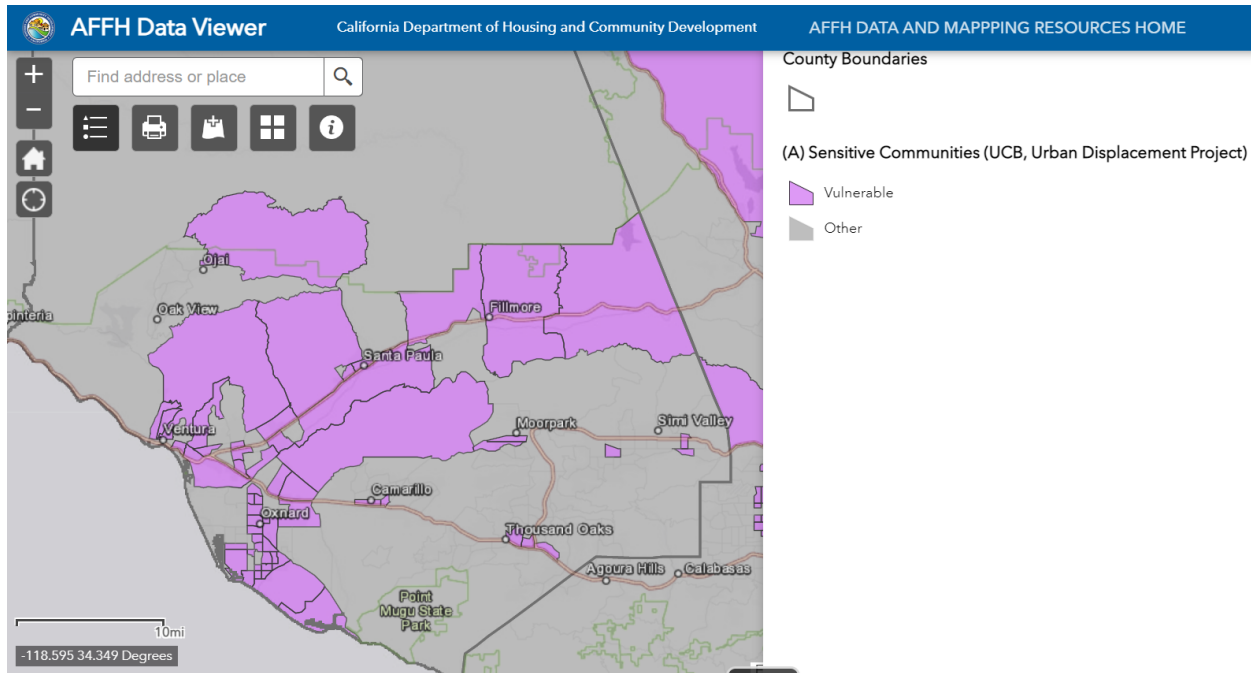 AFFH Data Viewer
California Department of Housing and Community Development
AFFH DATA AND MAPPPING RESOURCES HOME
+
Find address or place
−
i
County Boundaries
(A) Sensitive Communities (UCB, Urban Displacement Project)
Vulnerable
Other
Ojai
pinteria
Oak View
Fillmore
Santa Paula
Ventura
Moorpark
Simi Valley
Camarillo
Oxnard
Thousand Oaks
Agoura Hills
Calabasas
Point
Mugu State
Park
10mi
-118.595 34.349 Degrees